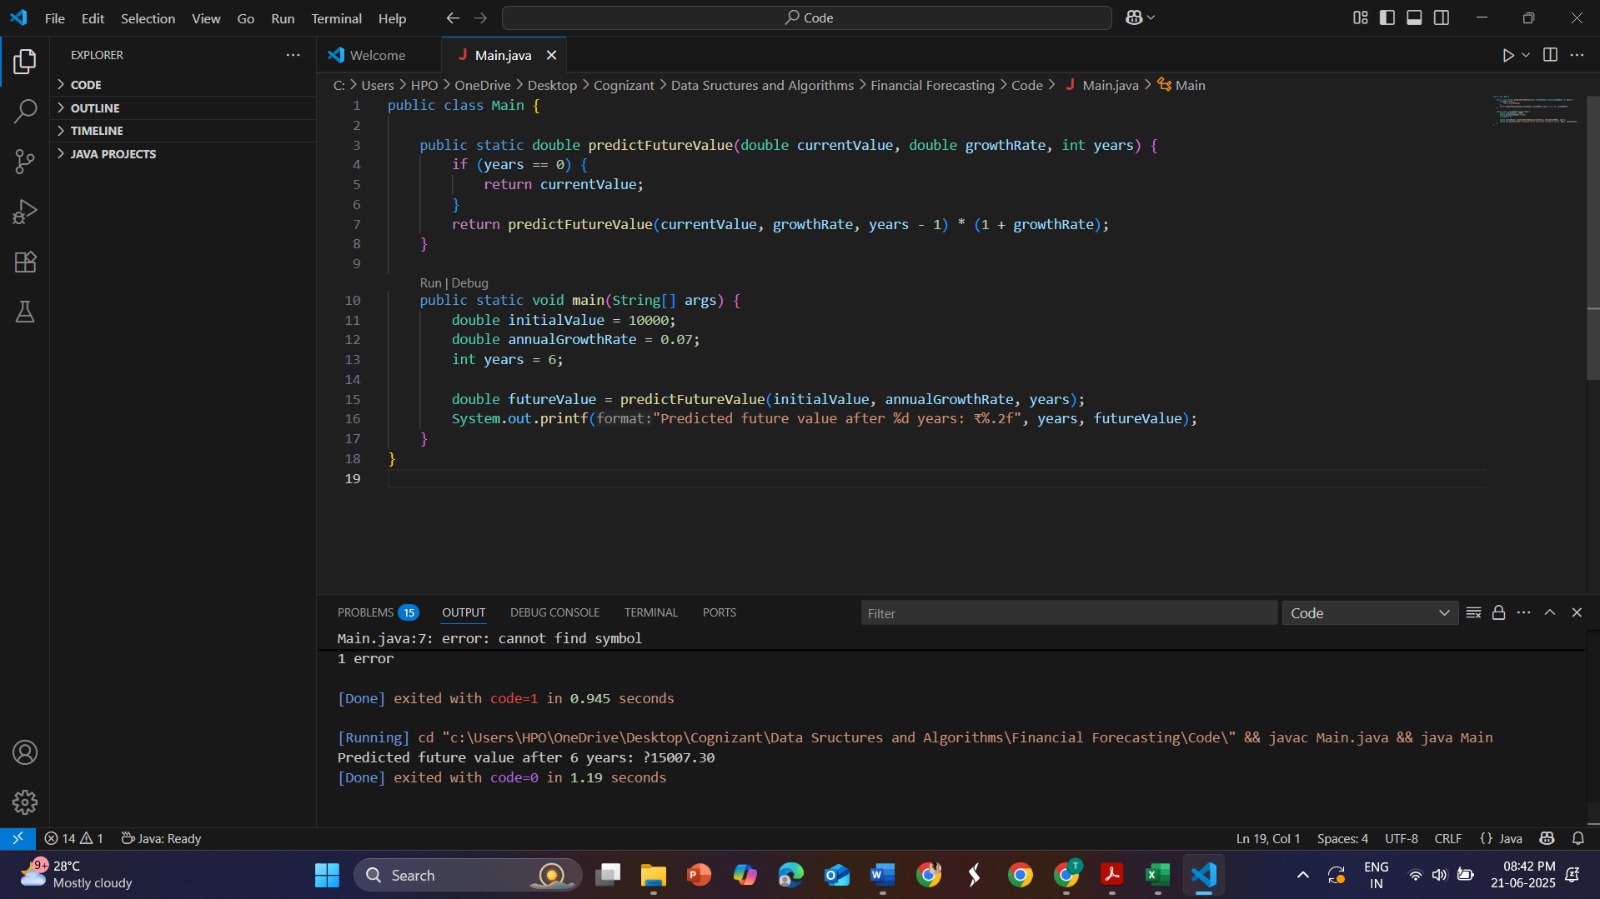 File Edit Selection View Go Run Terminal Help
Code
EXPLORER
CODE
OUTLINE
TIMELINE
JAVA PROJECTS
Welcome
J Main.java
C: > Users > HPO > OneDrive > Desktop > Cognizant > Data Sructures and Algorithms > Financial Forecasting > Code > J Main.java > Main
1 public class Main {
2
3 public static double predictFutureValue(double currentValue, double growthRate, int years) {
4 if (years == 0) {
5 return currentValue;
6 }
7 return predictFutureValue(currentValue, growthRate, years - 1) * (1 + growthRate);
8 }
9
Run | Debug
10 public static void main(String[] args) {
11 double initialValue = 10000;
12 double annualGrowthRate = 0.07;
13 int years = 6;
14
15 double futureValue = predictFutureValue(initialValue, annualGrowthRate, years);
16 System.out.printf(format:"Predicted future value after %d years: ₹%.2f", years, futureValue);
17 }
18 }
19
PROBLEMS 15 OUTPUT DEBUG CONSOLE TERMINAL PORTS
Filter
Code
Main.java:7: error: cannot find symbol
1 error
[Done] exited with code=1 in 0.945 seconds
[Running] cd "c:\Users\HPO\OneDrive\Desktop\Cognizant\Data Sructures and Algorithms\Financial Forecasting\Code\" && javac Main.java && java Main
Predicted future value after 6 years: ?15007.30
[Done] exited with code=0 in 1.19 seconds
14 1 Java: Ready
Ln 19, Col 1 Spaces: 4 UTF-8 CRLF {} Java
9+
28°C
Mostly cloudy
Search
ENG
IN
08:42 PM
21-06-2025